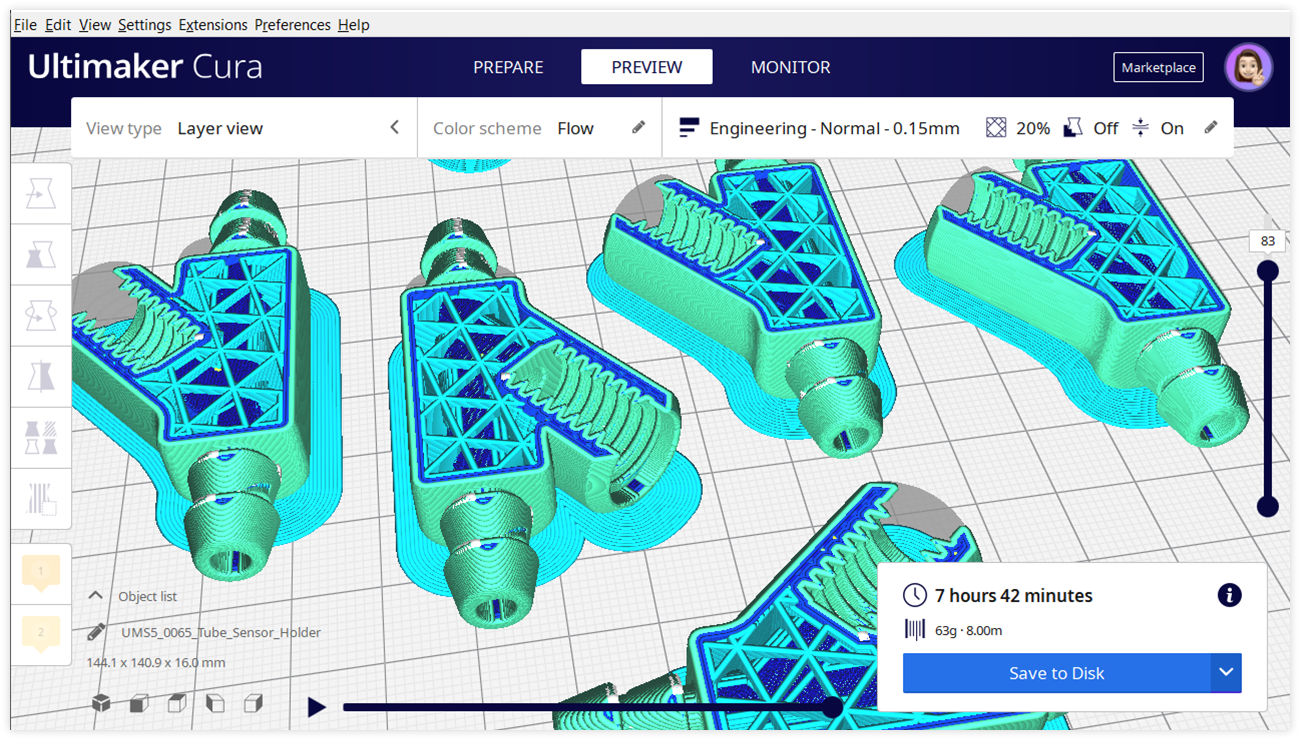 File Edit View Settings Extensions Preferences Help
Ultimaker Cura
PREPARE
PREVIEW
MONITOR
Marketplace
View type Layer view
Color scheme Flow
Engineering - Normal - 0.15mm
20%
Off
On
83
1
2
Object list
UMS5_0065_Tube_Sensor_Holder
144.1 x 140.9 x 16.0 mm
7 hours 42 minutes
63g · 8.00m
Save to Disk